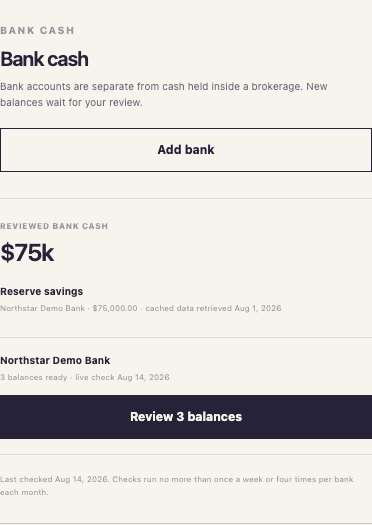 BANK CASH
Bank cash
Bank accounts are separate from cash held inside a brokerage. New
balances wait for your review.
Add bank
REVIEWED BANK CASH
$75k
Reserve savings
Northstar Demo Bank · $75,000.00 · cached data retrieved Aug 1, 2026
Northstar Demo Bank
3 balances ready · live check Aug 14, 2026
Review 3 balances
Last checked Aug 14, 2026. Checks run no more than once a week or four times per bank
each month.